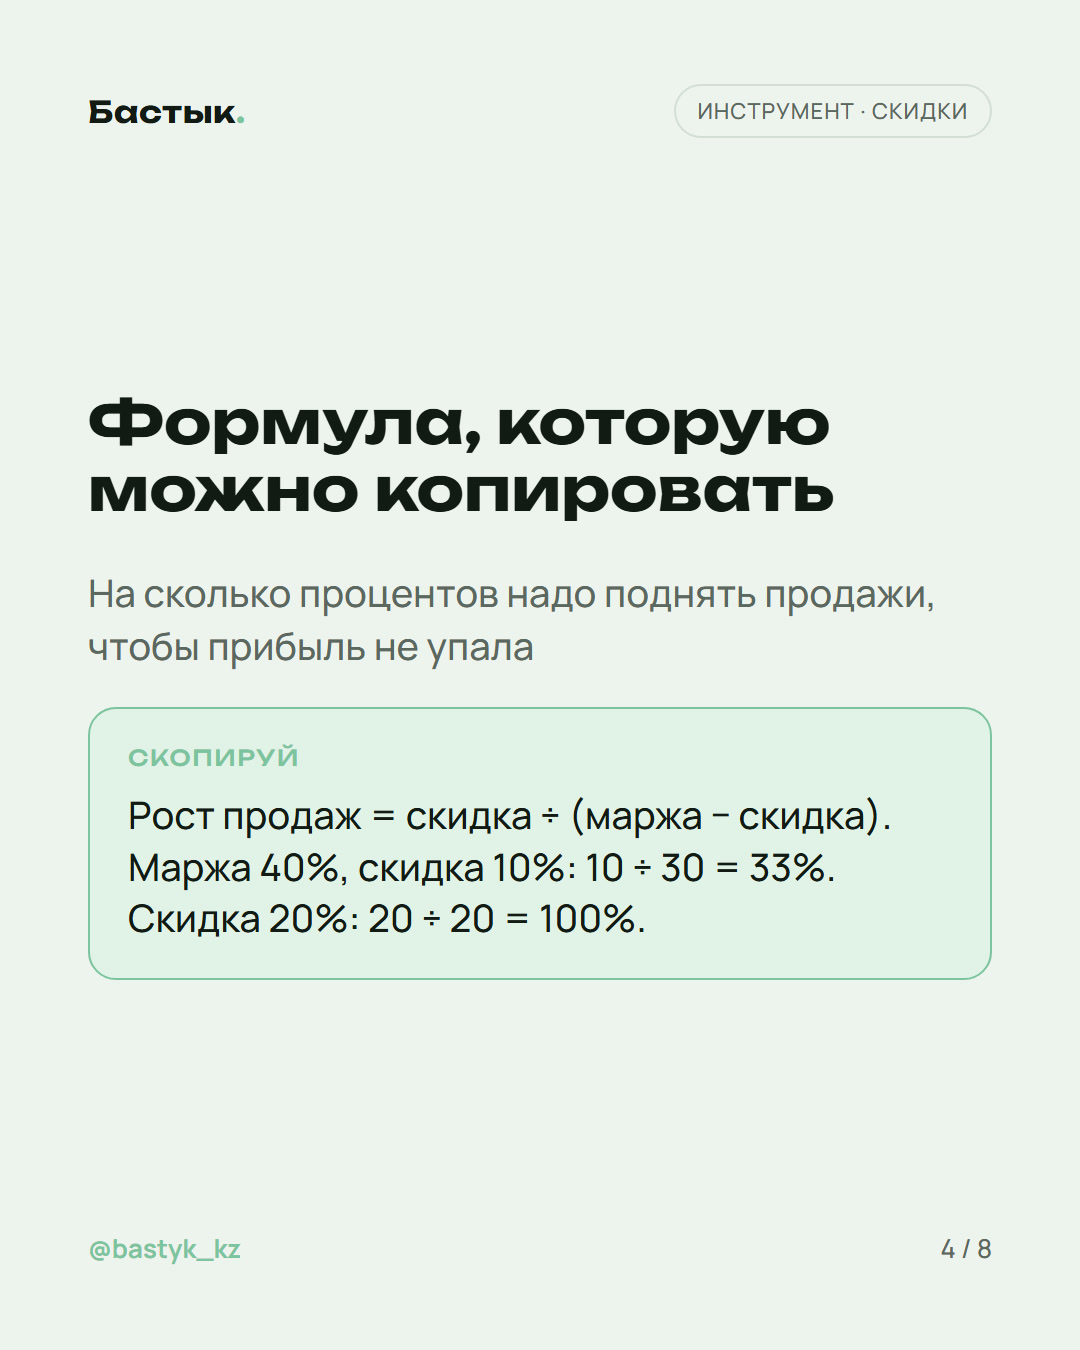 Бастык.
ИНСТРУМЕНТ · СКИДКИ
Формула, которую
можно копировать
На сколько процентов надо поднять продажи,
чтобы прибыль не упала
СКОПИРУЙ
Рост продаж = скидка ÷ (маржа − скидка).
Маржа 40%, скидка 10%: 10 ÷ 30 = 33%.
Скидка 20%: 20 ÷ 20 = 100%.
@bastyk_kz
4 / 8